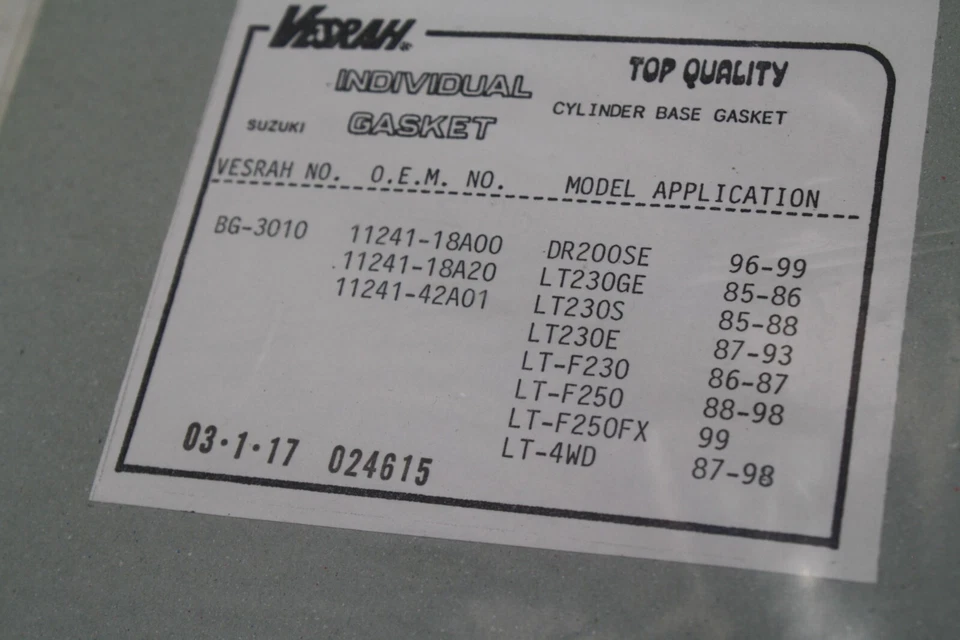 VESRAH®
TOP QUALITY
INDIVIDUAL
CYLINDER BASE GASKET
SUZUKI GASKET
VESRAH NO. O.E.M. NO. MODEL APPLICATION
BG-3010 11241-18A00 DR200SE 96-99
11241-18A20 LT230GE 85-86
11241-42A01 LT230S 85-88
LT230E 87-93
LT-F230 86-87
LT-F250 88-98
LT-F250FX 99
LT-4WD 87-98
03·1·17 024615